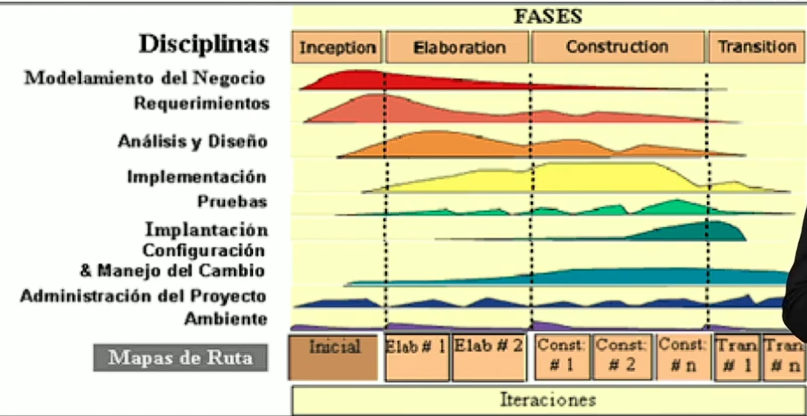 FASES
Disciplinas
Inception
Elaboration
Construction
Transition
Modelamiento del Negocio
Requerimientos
Análisis y Diseño
Implementación
Pruebas
Implantación
Configuración
& Manejo del Cambio
Administración del Proyecto
Ambiente
Mapas de Ruta
Inicial
Elab # 1
Elab # 2
Const:
# 1
Const:
# 2
Const:
# n
Tran
# 1
Tran
# n
Iteraciones